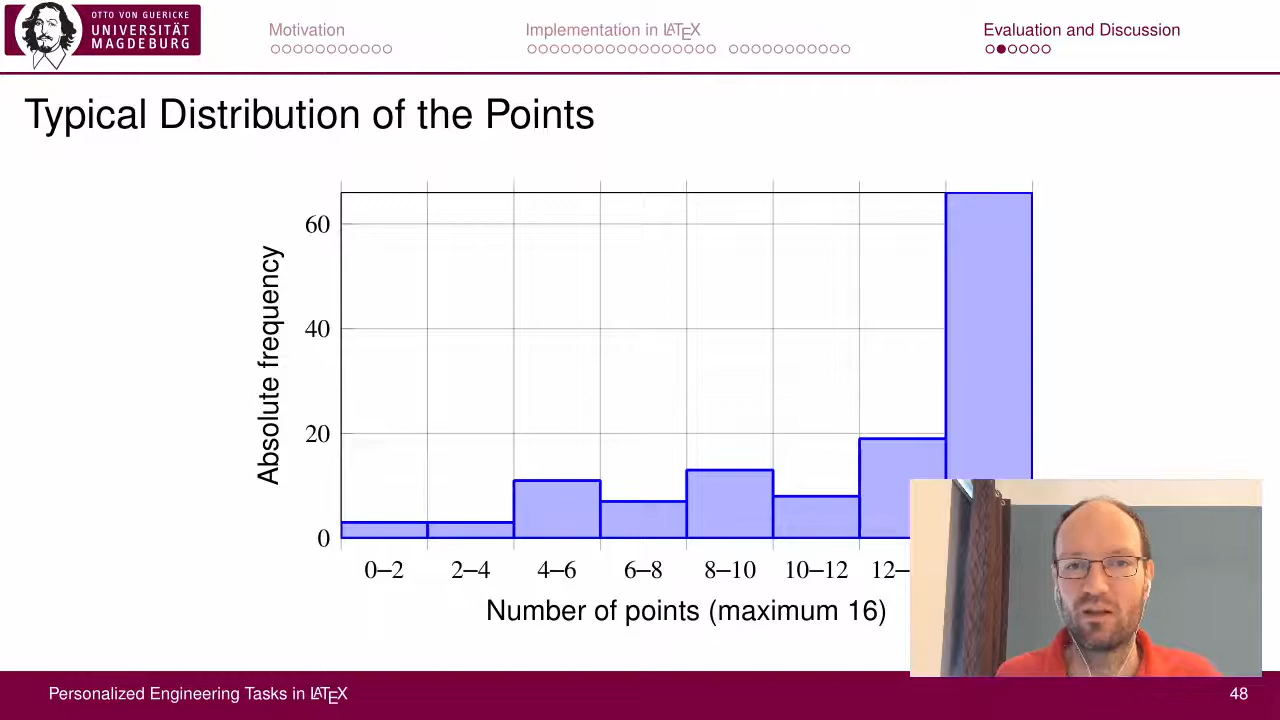 OTTO VON GUERICKE
UNIVERSITÄT
MAGDEBURG
Motivation
Implementation in LATEX
Evaluation and Discussion
Typical Distribution of the Points
Absolute frequency
60
40
20
0
0–2 2–4 4–6 6–8 8–10 10–12 12–
Number of points (maximum 16)
Personalized Engineering Tasks in LATEX
48